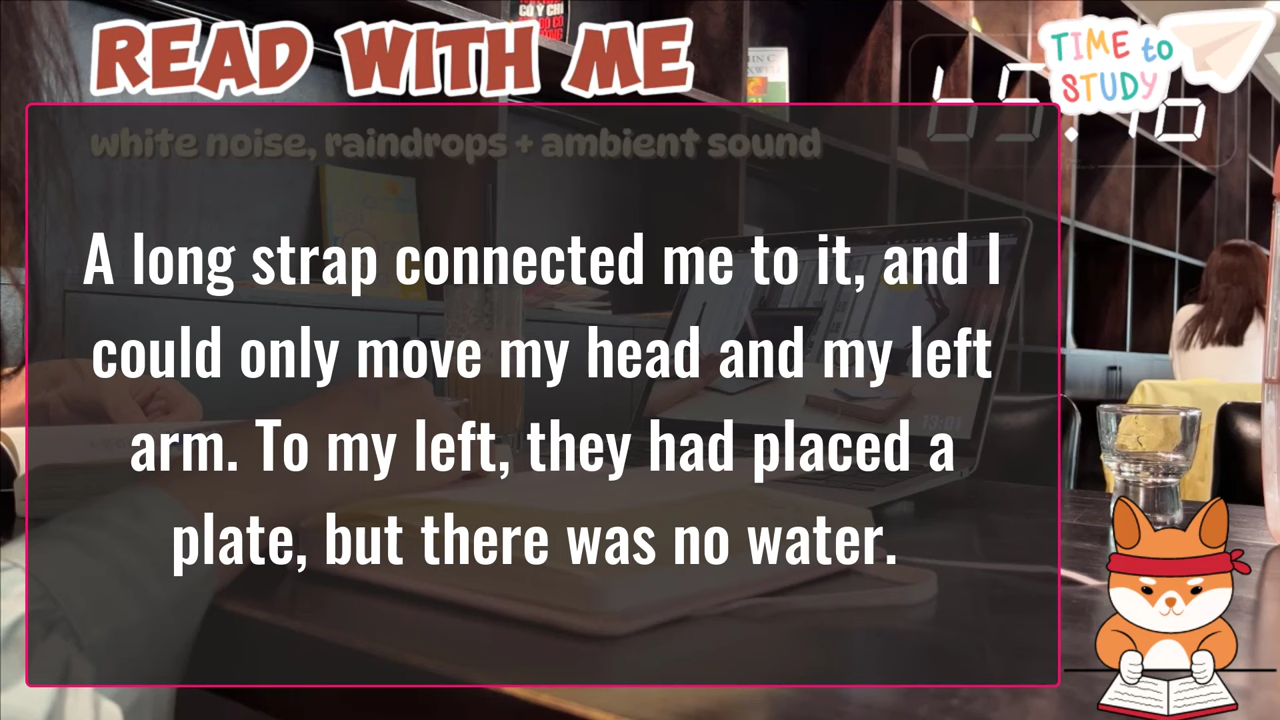 READ WITH ME
TIME to
STUDY
white noise, raindrops + ambient sound
A long strap connected me to it, and I
could only move my head and my left
arm. To my left, they had placed a
plate, but there was no water.
13:01